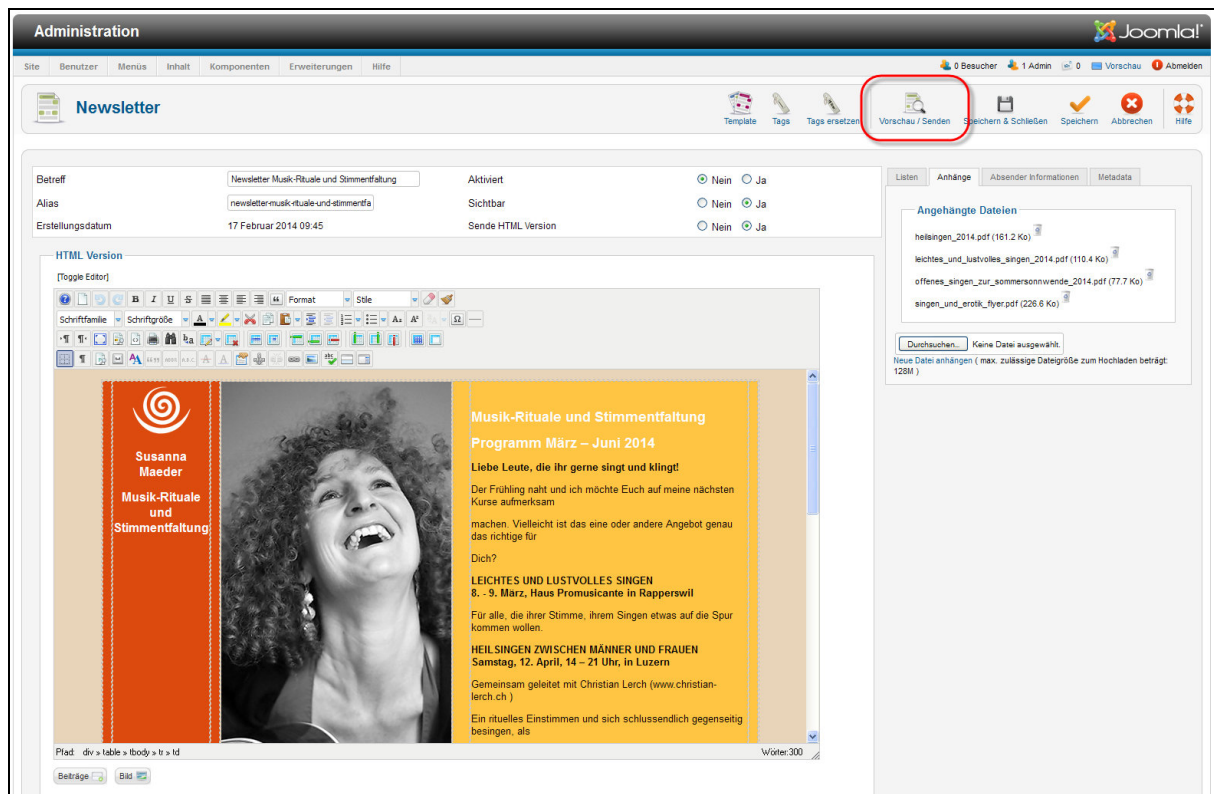 Administration
Joomla!
Site Benutzer Menüs Inhalt Komponenten Erweiterungen Hilfe
0 Besucher 1 Admin 0 Vorschau Abmelden
Newsletter
Template Tags Tags ersetzen Vorschau / Senden Speichern & Schließen Speichern Abbrechen Hilfe
Betreff Newsletter Musik-Rituale und Stimmentfaltung Aktiviert Nein Ja
Alias newsletter-musik-rituale-und-stimmentfa Sichtbar Nein Ja
Erstellungsdatum 17 Februar 2014 09:45 Sende HTML Version Nein Ja
HTML Version
[Toggle Editor]
Format Stile
Schriftfamilie Schriftgröße
Susanna
Maeder
Musik-Rituale
und
Stimmentfaltung
Musik-Rituale und Stimmentfaltung
Programm März – Juni 2014
Liebe Leute, die ihr gerne singt und klingt!
Der Frühling naht und ich möchte Euch auf meine nächsten
Kurse aufmerksam
machen. Vielleicht ist das eine oder andere Angebot genau
das richtige für
Dich?
LEICHTES UND LUSTVOLLES SINGEN
8. - 9. März, Haus Promusicante in Rapperswil
Für alle, die ihrer Stimme, ihrem Singen etwas auf die Spur
kommen wollen.
HEILSINGEN ZWISCHEN MÄNNER UND FRAUEN
Samstag, 12. April, 14 – 21 Uhr, in Luzern
Gemeinsam geleitet mit Christian Lerch (www.christian-
lerch.ch )
Ein rituelles Einstimmen und sich schlussendlich gegenseitig
besingen, als
Pfad: div » table » tbody » tr » td Wörter:300
Beiträge Bild
Listen Anhänge Absender Informationen Metadata
Angehängte Dateien
heilsingen_2014.pdf (161.2 Ko)
leichtes_und_lustvolles_singen_2014.pdf (110.4 Ko)
offenes_singen_zur_sommersonnwende_2014.pdf (77.7 Ko)
singen_und_erotik_flyer.pdf (226.6 Ko)
Durchsuchen... Keine Datei ausgewählt.
Neue Datei anhängen ( max. zulässige Dateigröße zum Hochladen beträgt:
128M )